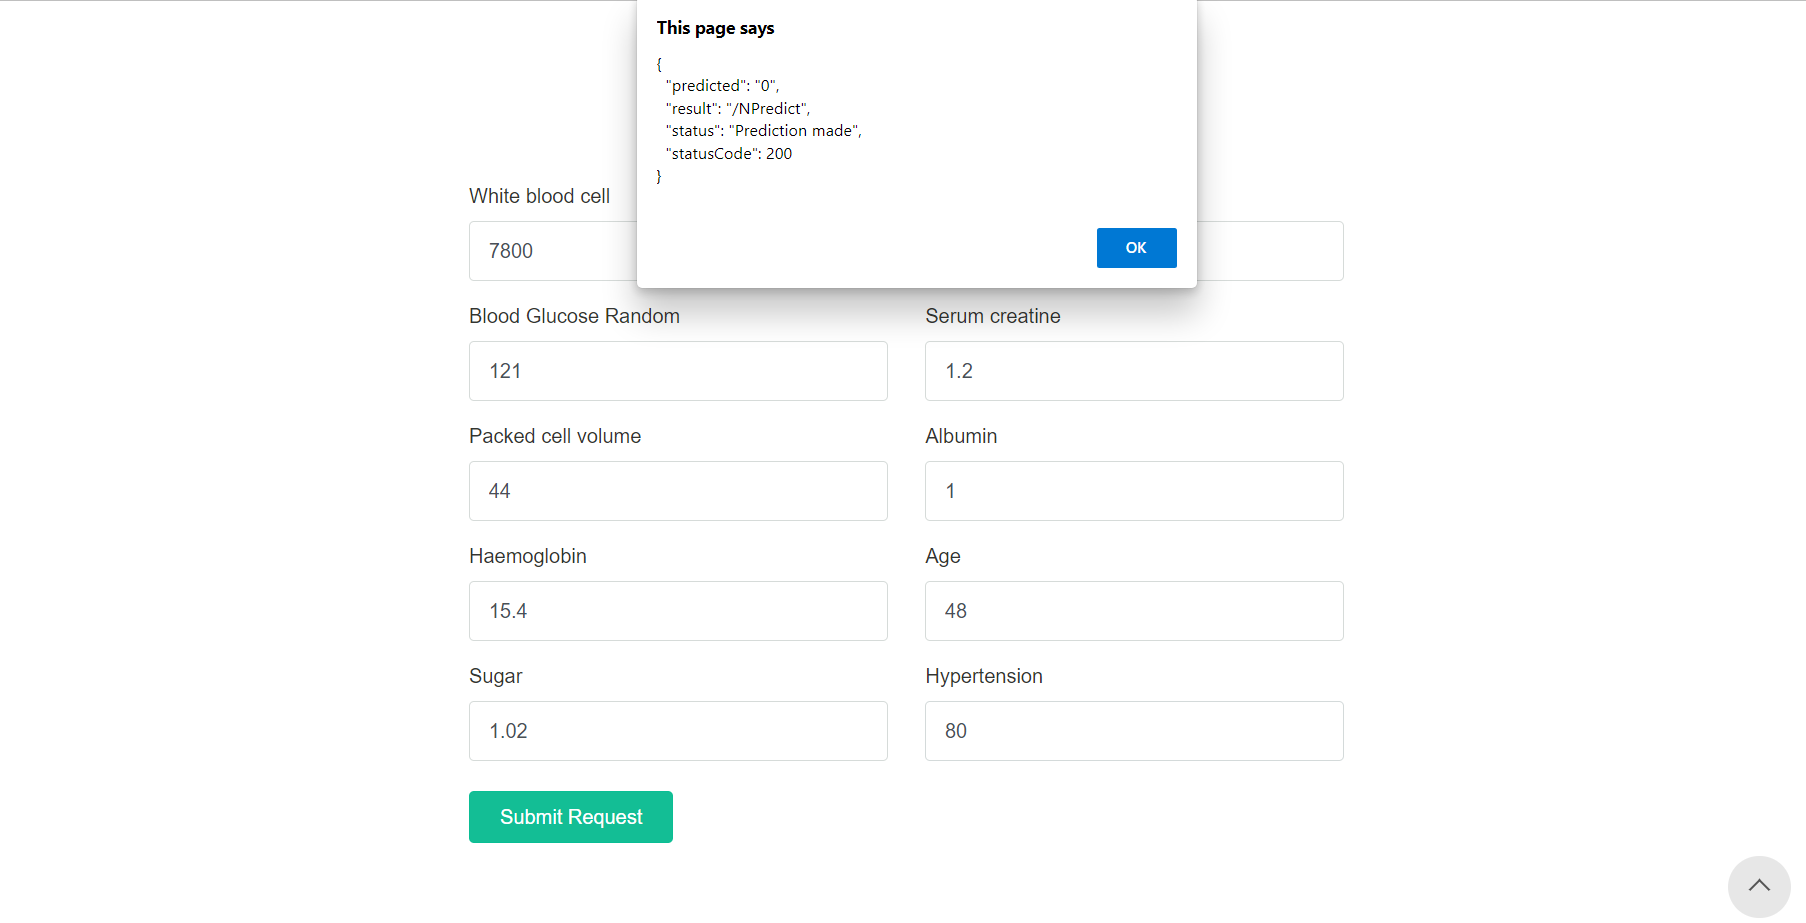 This page says
{
"predicted": "0",
"result": "/NPredict",
"status": "Prediction made",
"statusCode": 200
}
OK
White blood cell
7800
Blood Glucose Random
Serum creatine
121
1.2
Packed cell volume
Albumin
44
1
Haemoglobin
Age
15.4
48
Sugar
Hypertension
1.02
80
Submit Request